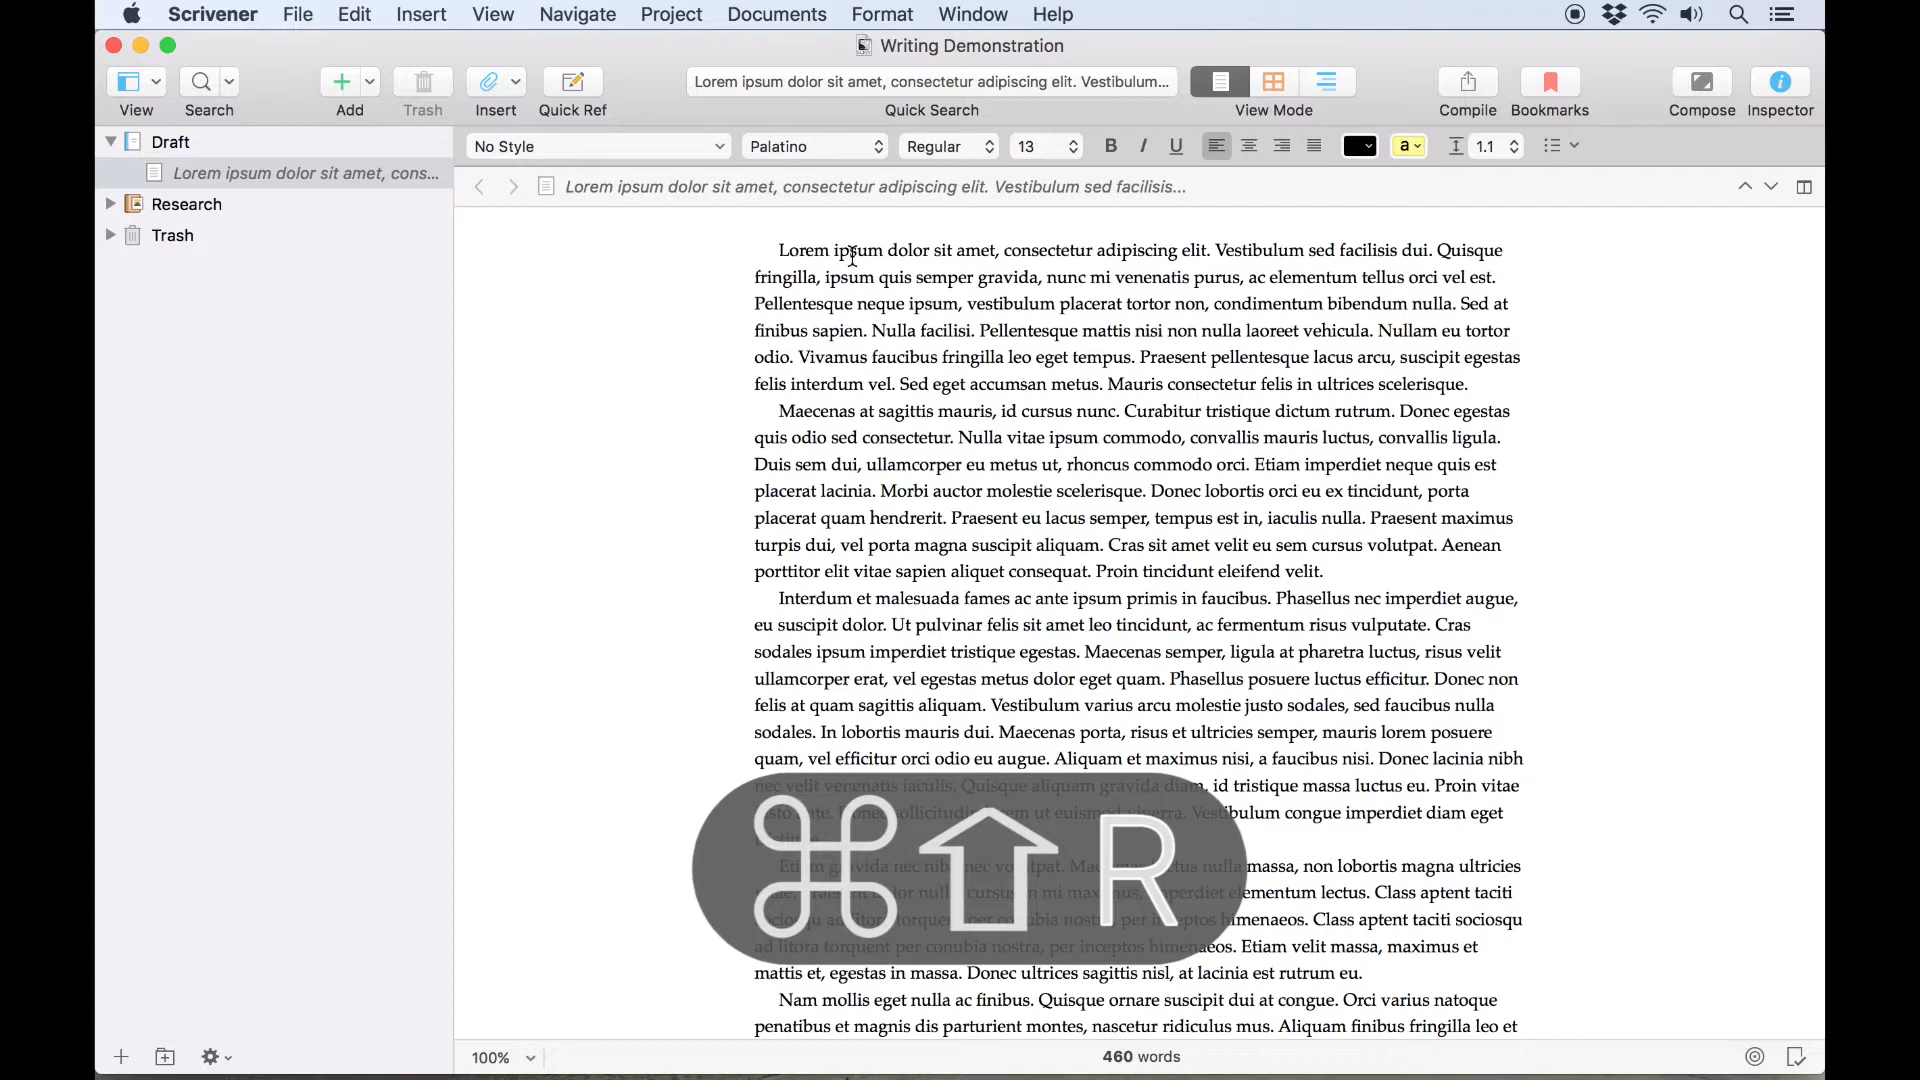 Scrivener File Edit Insert View Navigate Project Documents Format Window Help
Writing Demonstration
Lorem ipsum dolor sit amet, consectetur adipiscing elit. Vestibulum...
View Search Add Trash Insert Quick Ref Quick Search View Mode Compile Bookmarks Compose Inspector
Draft
Lorem ipsum dolor sit amet, cons...
Research
Trash
No Style Palatino Regular 13 B I U a 1.1
Lorem ipsum dolor sit amet, consectetur adipiscing elit. Vestibulum sed facilisis...
Lorem ipsum dolor sit amet, consectetur adipiscing elit. Vestibulum sed facilisis dui. Quisque
fringilla, ipsum quis semper gravida, nunc mi venenatis purus, ac elementum tellus orci vel est.
Pellentesque neque ipsum, vestibulum placerat tortor non, condimentum bibendum nulla. Sed at
finibus sapien. Nulla facilisi. Pellentesque mattis nisi non nulla laoreet vehicula. Nullam eu tortor
odio. Vivamus faucibus fringilla leo eget tempus. Praesent pellentesque lacus arcu, suscipit egestas
felis interdum vel. Sed eget accumsan metus. Mauris consectetur felis in ultrices scelerisque.
Maecenas at sagittis mauris, id cursus nunc. Curabitur tristique dictum rutrum. Donec egestas
quis odio sed consectetur. Nulla vitae ipsum commodo, convallis mauris luctus, convallis ligula.
Duis sem dui, ullamcorper eu metus ut, rhoncus commodo orci. Etiam imperdiet neque quis est
placerat lacinia. Morbi auctor molestie scelerisque. Donec lobortis orci eu ex tincidunt, porta
placerat quam hendrerit. Praesent eu lacus semper, tempus est in, iaculis nulla. Praesent maximus
turpis dui, vel porta magna suscipit aliquam. Cras sit amet velit eu sem cursus volutpat. Aenean
porttitor elit vitae sapien aliquet consequat. Proin tincidunt eleifend velit.
Interdum et malesuada fames ac ante ipsum primis in faucibus. Phasellus nec imperdiet augue,
eu suscipit dolor. Ut pulvinar felis sit amet leo tincidunt, ac fermentum risus vulputate. Cras
sodales ipsum imperdiet tristique egestas. Maecenas semper, ligula at pharetra luctus, risus velit
ullamcorper erat, vel egestas metus dolor eget quam. Phasellus posuere luctus efficitur. Donec non
felis at quam sagittis aliquam. Vestibulum varius arcu molestie justo sodales, sed faucibus nulla
sodales. In lobortis mauris dui. Maecenas porta, risus et ultricies semper, mauris lorem posuere
quam, vel efficitur orci odio eu augue. Aliquam et maximus nisi, a faucibus nisi. Donec lacinia nibh
nec velit venenatis iaculis. Quisque aliquam gravida diam, id tristique massa luctus eu. Proin vitae
ante. Vestibulum congue imperdiet diam eget
Etiam gravida nec nulla massa, non lobortis magna ultricies
elementum lectus. Class aptent taciti
himenaeos. Class aptent taciti sociosqu
ad litora torquent per conubia nostra, per inceptos himenaeos. Etiam velit massa, maximus et
mattis et, egestas in massa. Donec ultrices sagittis nisl, at lacinia est rutrum eu.
Nam mollis eget nulla ac finibus. Quisque ornare suscipit dui at congue. Orci varius natoque
penatibus et magnis dis parturient montes, nascetur ridiculus mus. Aliquam finibus fringilla leo et
⌘⇧R
100% 460 words